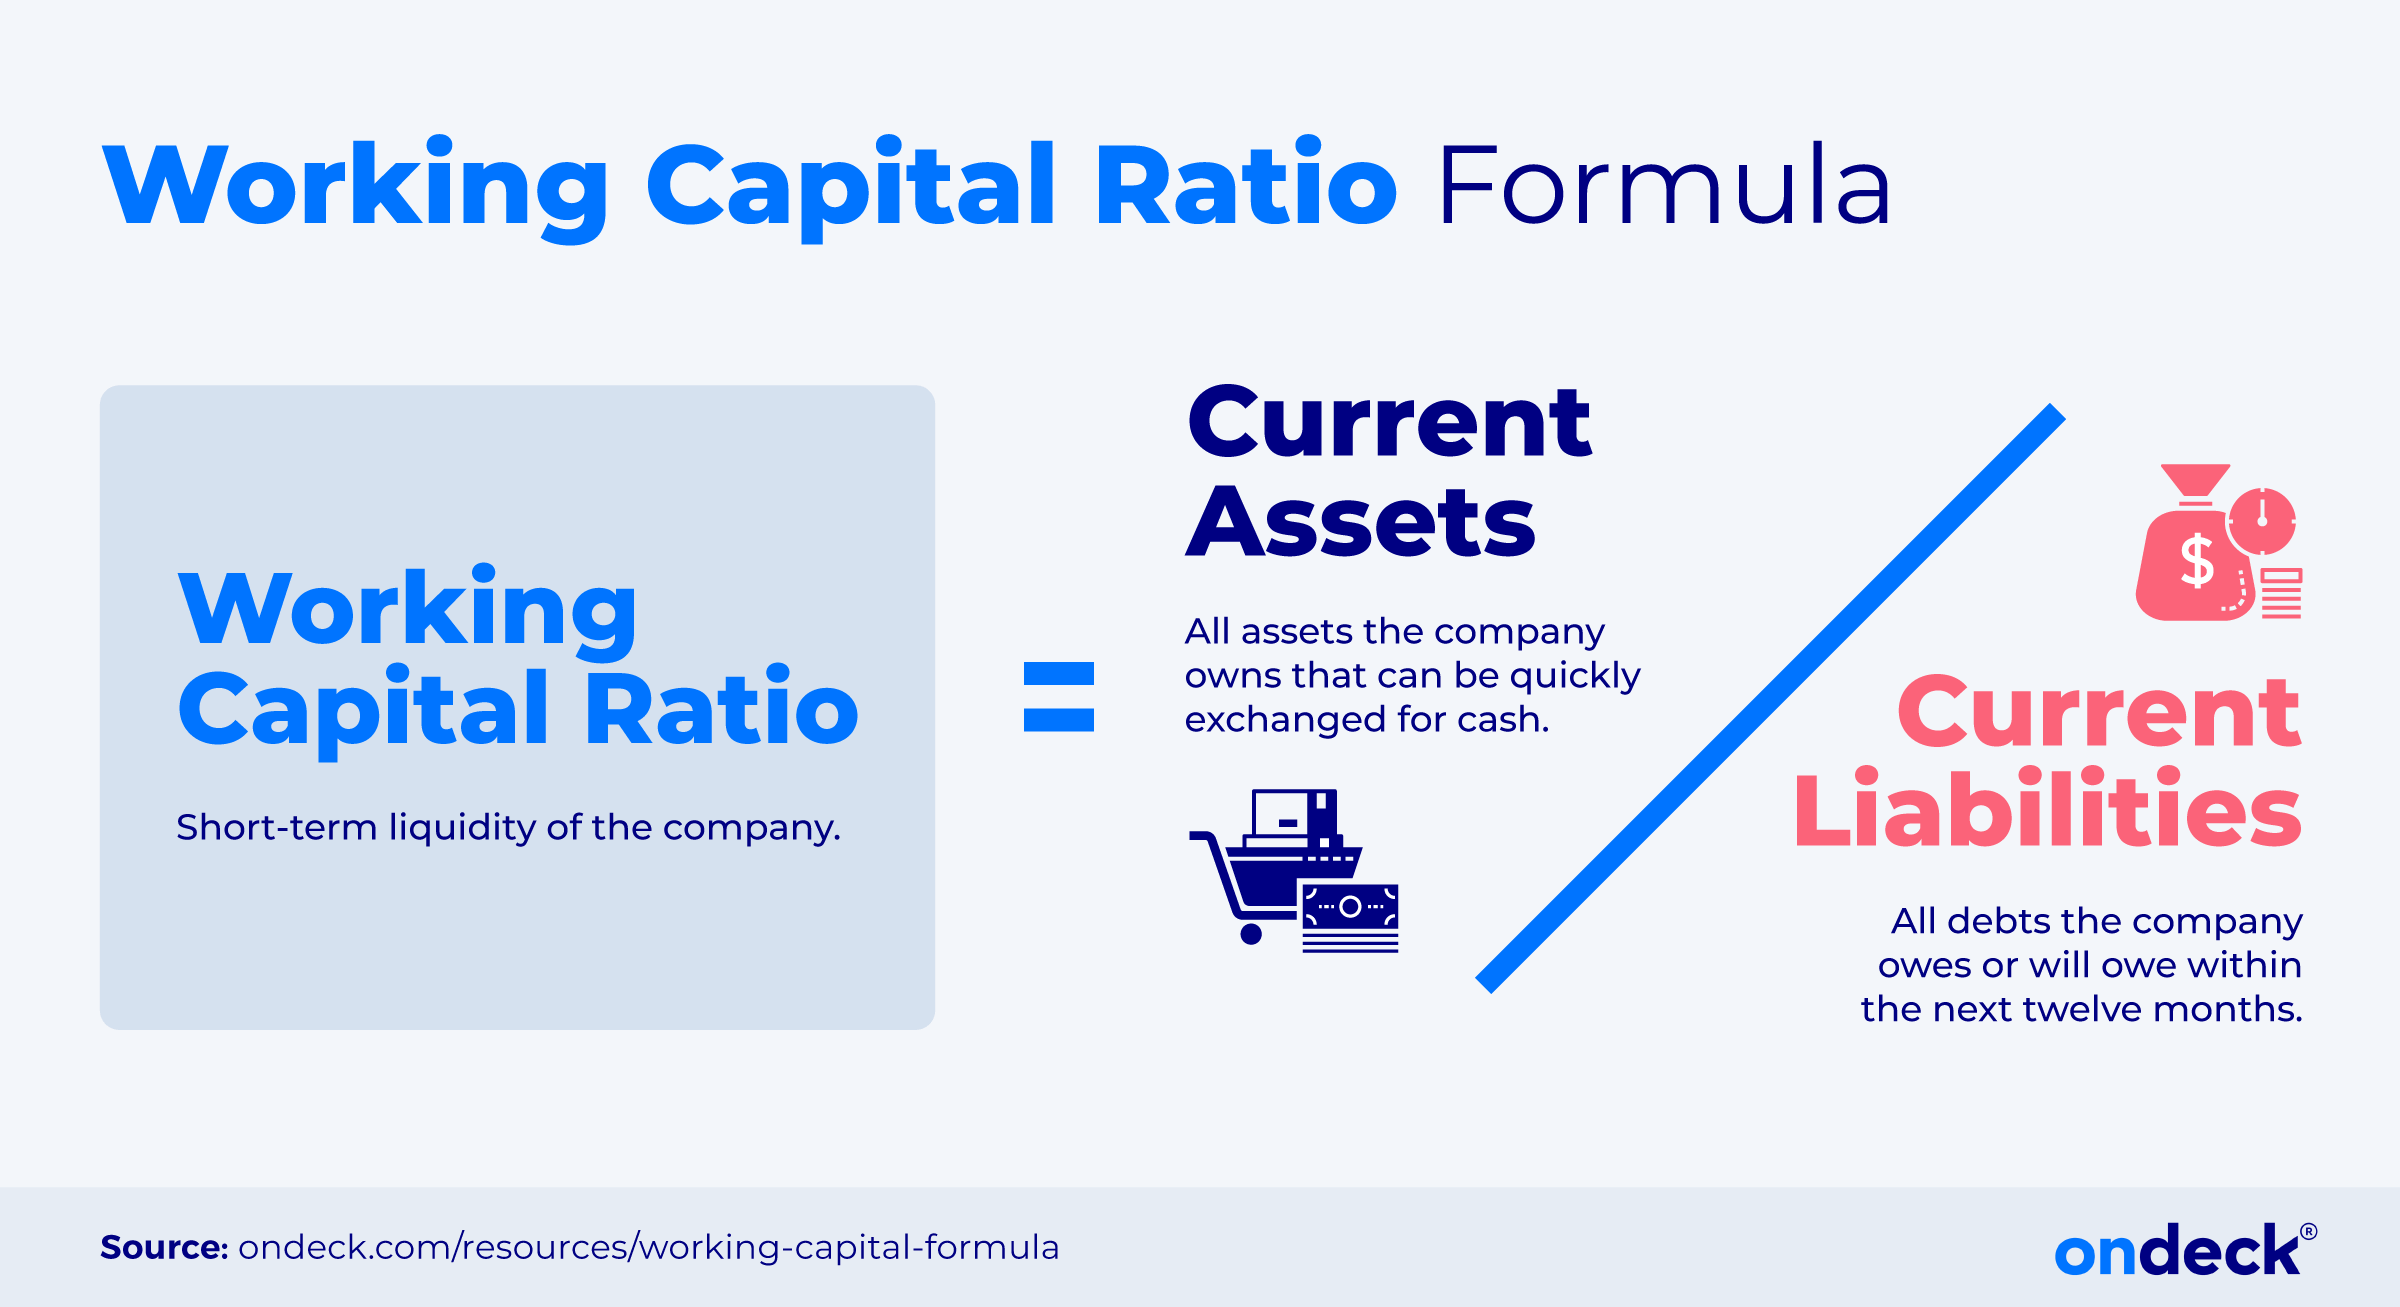 Working Capital Ratio Formula
Working
Capital Ratio
Short-term liquidity of the company.
=
Current
Assets
All assets the company
owns that can be quickly
exchanged for cash.
/
$
Current
Liabilities
All debts the company
owes or will owe within
the next twelve months.
Source: ondeck.com/resources/working-capital-formula
ondeck®